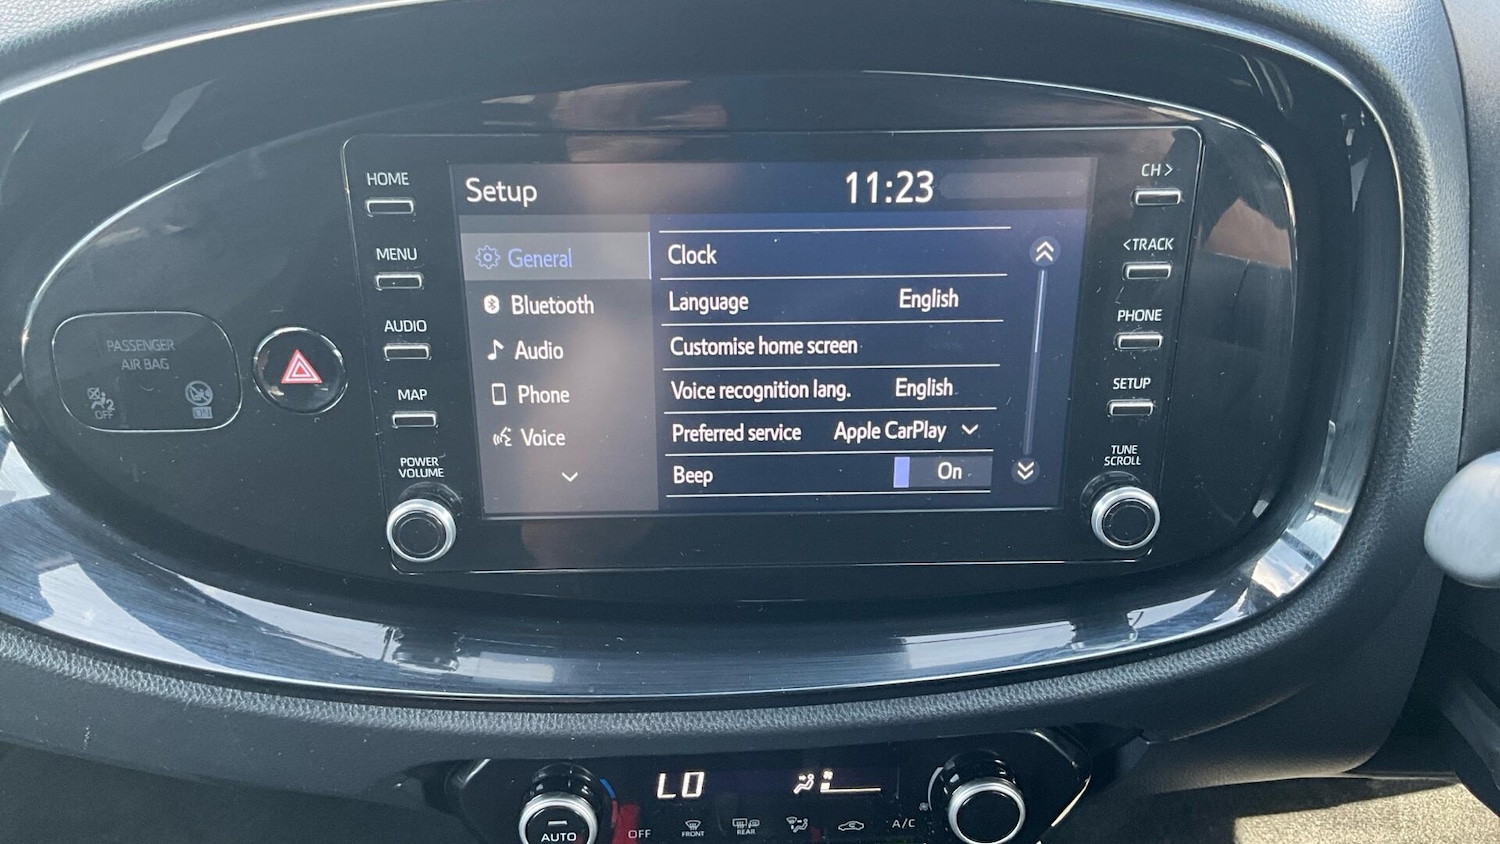 HOME
MENU
AUDIO
MAP
POWER
VOLUME
PASSENGER
AIR BAG
OFF
ON
Setup
11:23
General
Bluetooth
Audio
Phone
Voice
Clock
Language English
Customise home screen
Voice recognition lang. English
Preferred service Apple CarPlay
Beep On
CH >
< TRACK
PHONE
SETUP
TUNE
SCROLL
LO
AUTO
OFF
FRONT
REAR
A/C